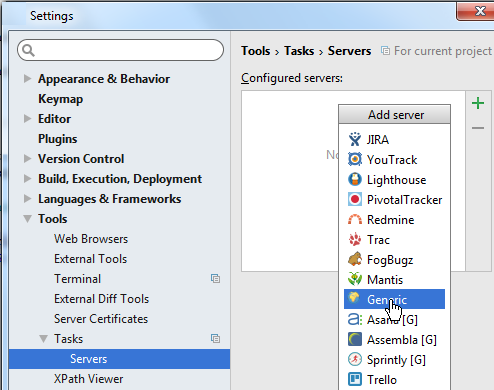 Settings
Tools › Tasks › Servers For current project
Configured servers:
Appearance & Behavior
Keymap
Editor
Plugins
Version Control
Build, Execution, Deployment
Languages & Frameworks
Tools
Web Browsers
External Tools
Terminal
External Diff Tools
Server Certificates
Tasks
Servers
XPath Viewer
No
Add server
JIRA
YouTrack
Lighthouse
PivotalTracker
Redmine
Trac
FogBugz
Mantis
Generic
Asana [G]
Assembla [G]
Sprintly [G]
Trello